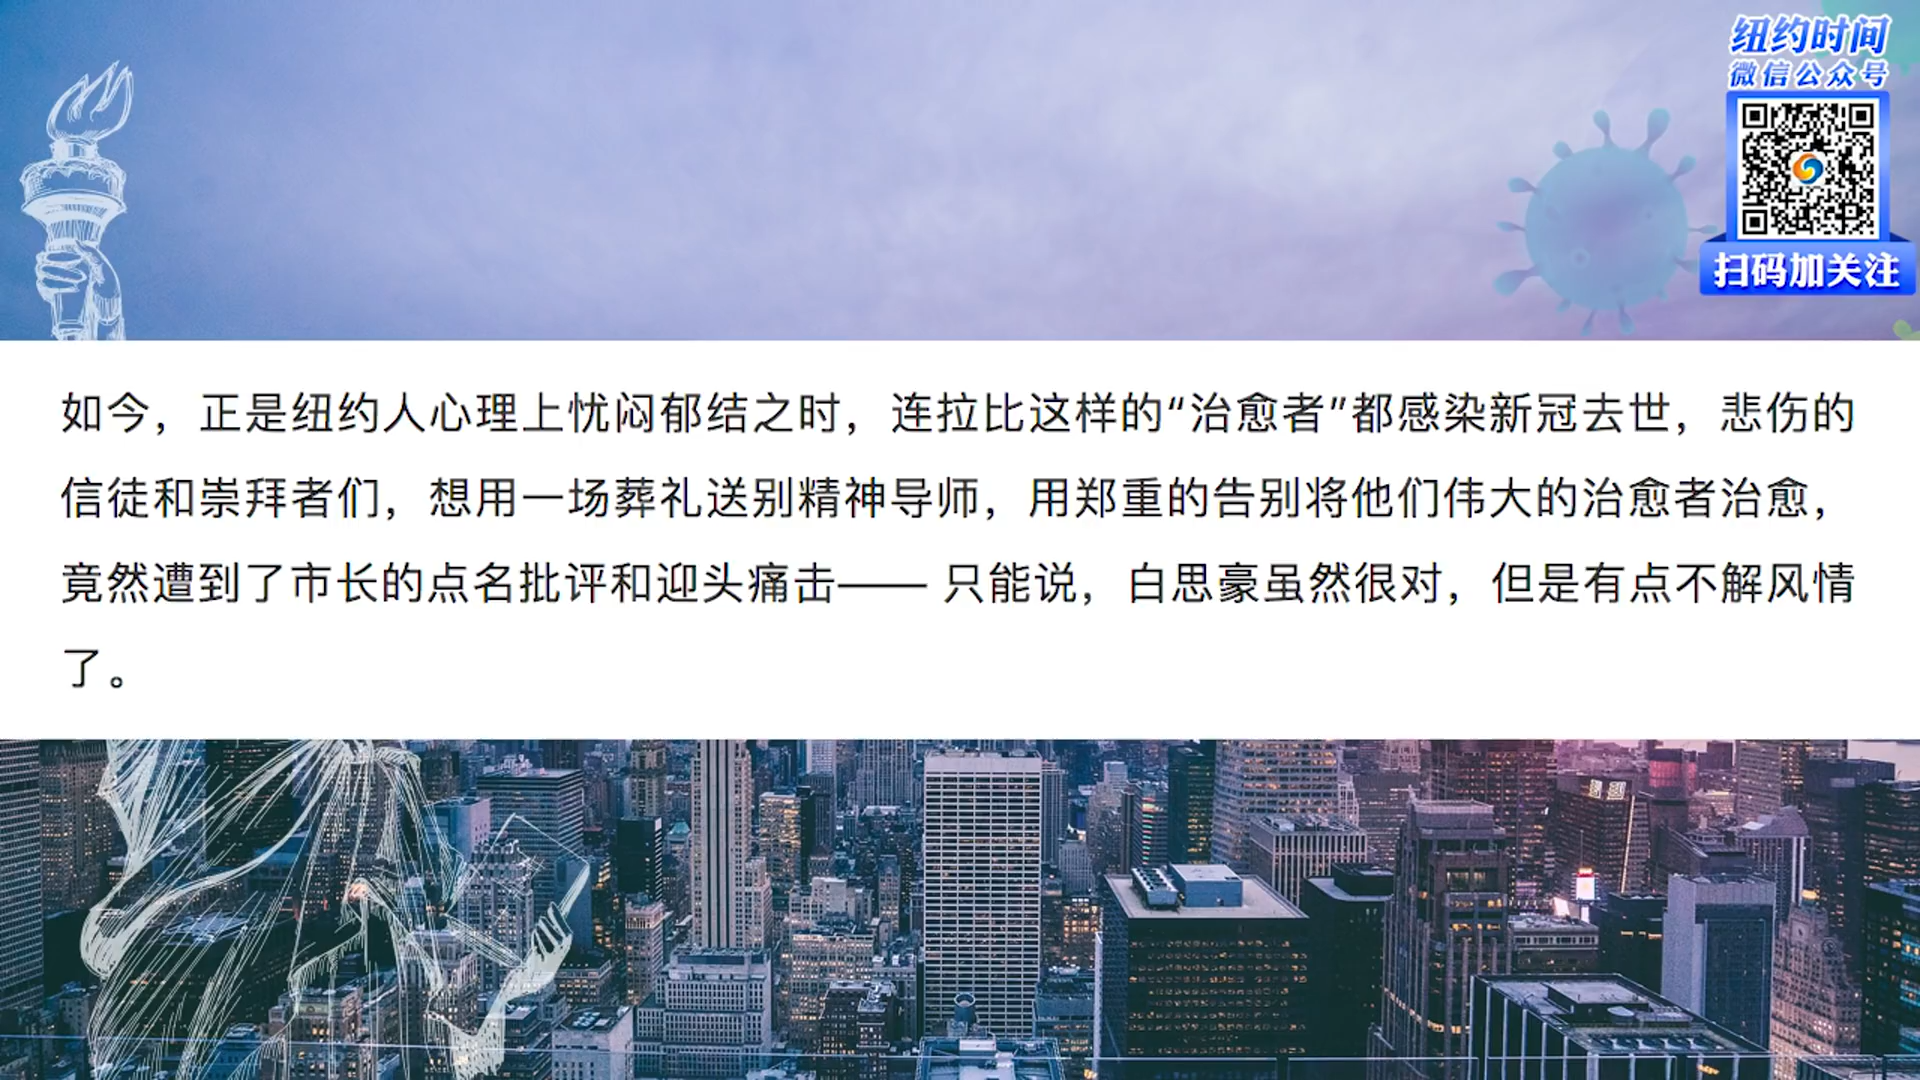 纽约时间
微信公众号
扫码加关注
如今，正是纽约人心理上忧闷郁结之时，连拉比这样的“治愈者”都感染新冠去世，悲伤的
信徒和崇拜者们，想用一场葬礼送别精神导师，用郑重的告别将他们伟大的治愈者治愈，
竟然遭到了市长的点名批评和迎头痛击—— 只能说，白思豪虽然很对，但是有点不解风情
了。